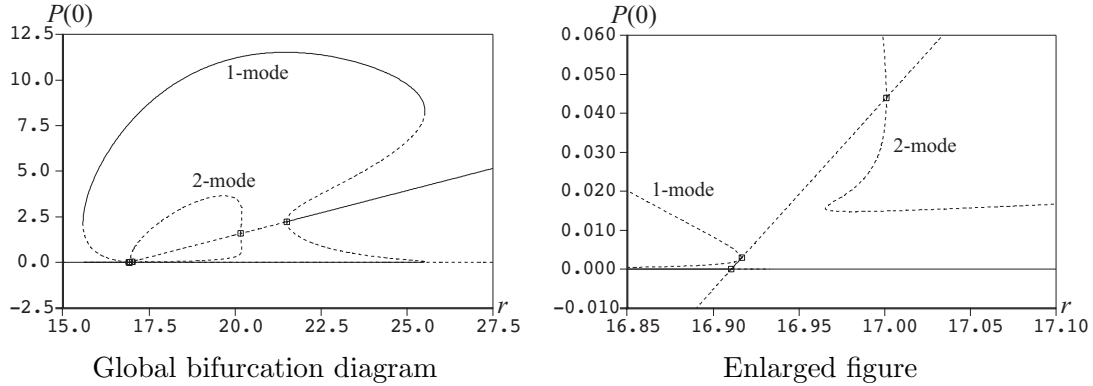 P(0)
12.5
10.0
7.5
5.0
2.5
0.0
-2.5
15.0 17.5 20.0 22.5 25.0 27.5
r
1-mode
2-mode
Global bifurcation diagram
P(0)
0.060
0.050
0.040
0.030
0.020
0.010
0.000
-0.010
16.85 16.90 16.95 17.00 17.05 17.10
r
2-mode
1-mode
Enlarged figure